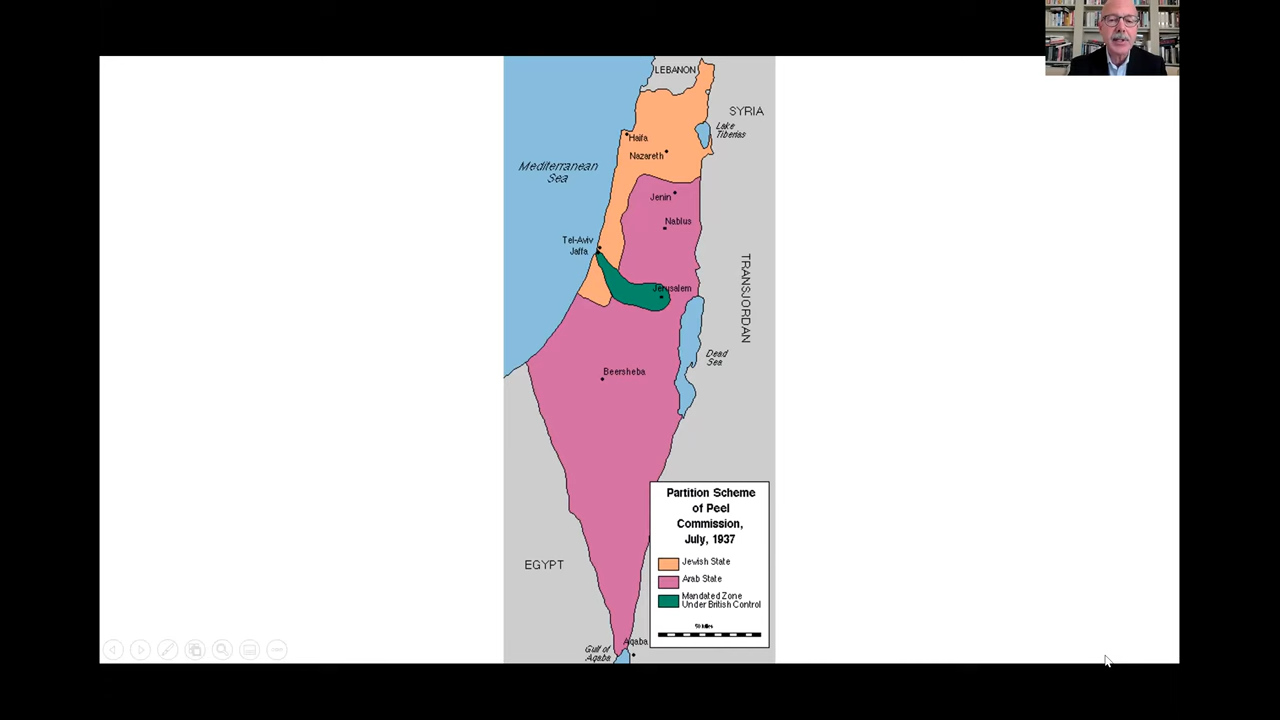 LEBANON
SYRIA
Lake
Tiberias
Haifa
Nazareth
Mediterranean
Sea
Jenin
Nablus
Tel-Aviv
Jaffa
Jerusalem
TRANSJORDAN
Dead
Sea
Beersheba
EGYPT
Partition Scheme
of Peel
Commission,
July, 1937
Jewish State
Arab State
Mandated Zone
Under British Control
50 Miles
Aqaba
Gulf of
Aqaba